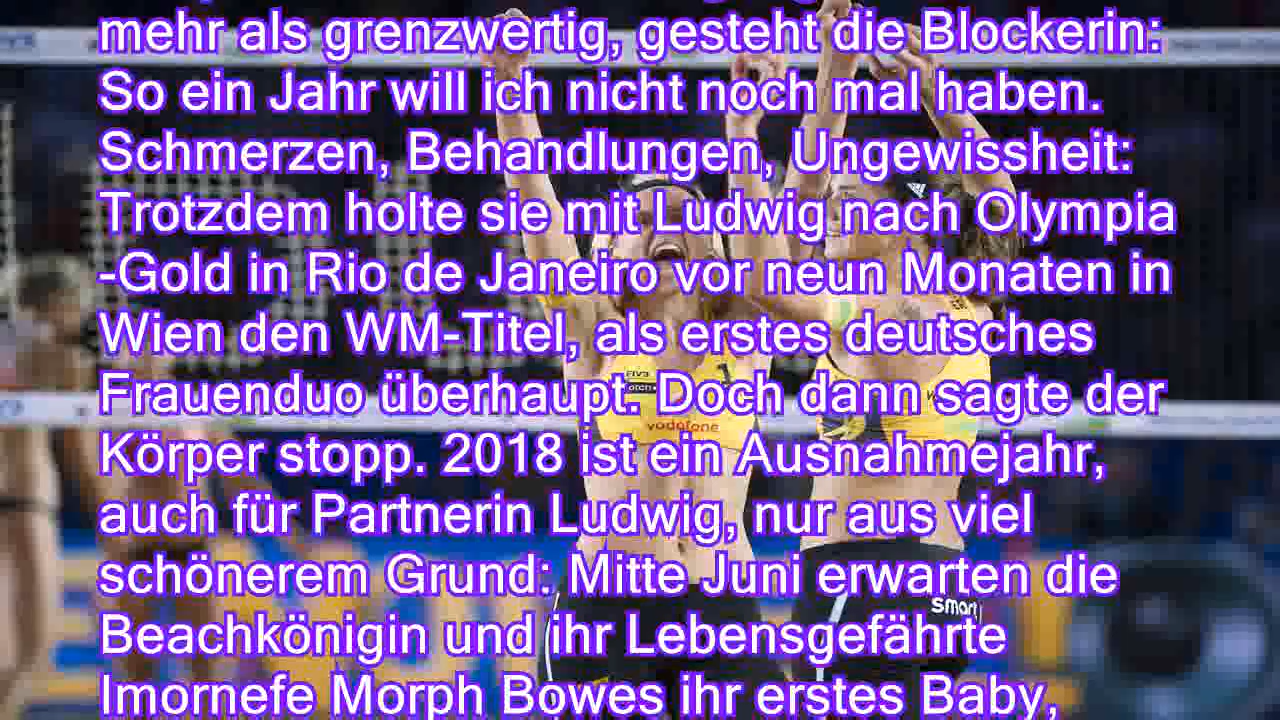 mehr als grenzwertig, gesteht die Blockerin:
So ein Jahr will ich nicht noch mal haben.
Schmerzen, Behandlungen, Ungewissheit:
Trotzdem holte sie mit Ludwig nach Olympia
-Gold in Rio de Janeiro vor neun Monaten in
Wien den WM-Titel, als erstes deutsches
Frauenduo überhaupt. Doch dann sagte der
Körper stopp. 2018 ist ein Ausnahmejahr,
auch für Partnerin Ludwig, nur aus viel
schönerem Grund: Mitte Juni erwarten die
Beachkönigin und ihr Lebensgefährte
Imornefe Morph Bowes ihr erstes Baby,
FIVB
1
vodafone
smart